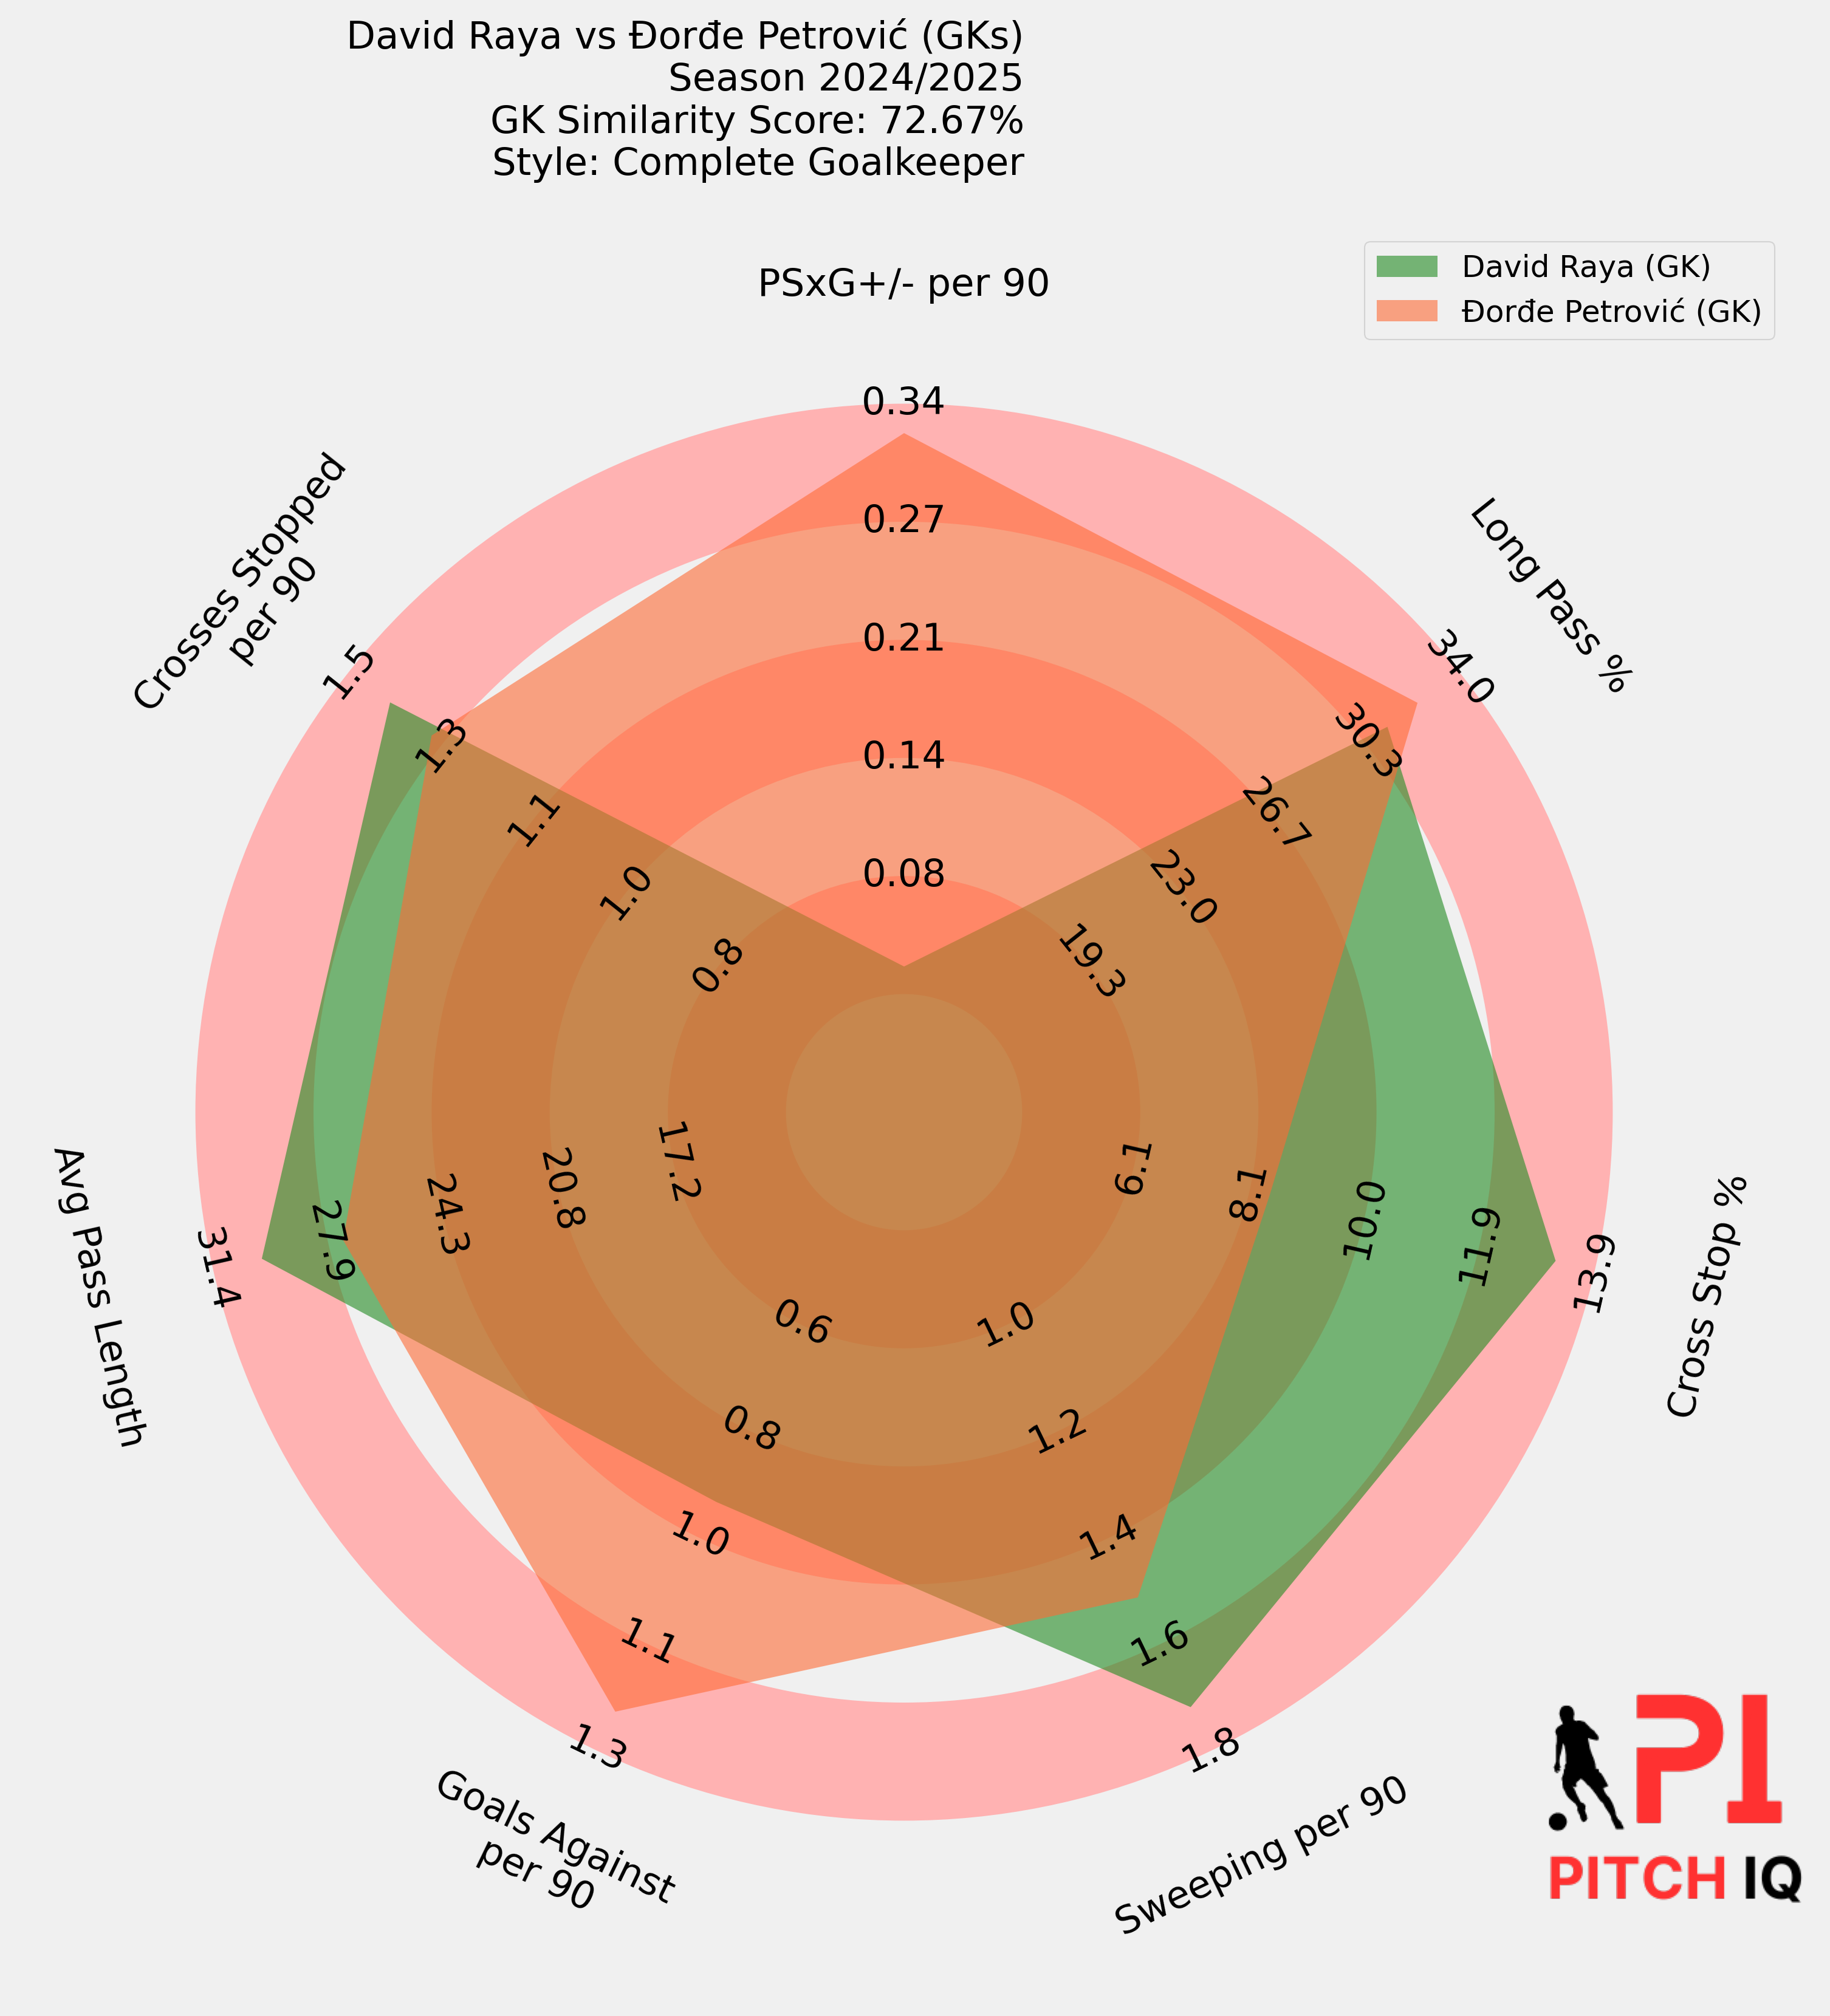 David Raya vs Đorđe Petrović (GKs)
Season 2024/2025
GK Similarity Score: 72.67%
Style: Complete Goalkeeper
David Raya (GK)
Đorđe Petrović (GK)
PSxG+/- per 90
0.34
0.27
0.21
0.14
0.08
Long Pass %
34.0
30.3
26.7
23.0
19.3
Cross Stop %
13.9
11.9
10.0
8.1
6.1
Sweeping per 90
1.8
1.6
1.4
1.2
1.0
Goals Against
per 90
1.3
1.1
1.0
0.8
0.6
Avg Pass Length
31.4
27.9
24.3
20.8
17.2
Crosses Stopped
per 90
1.5
1.3
1.1
1.0
0.8
PI
PITCH IQ